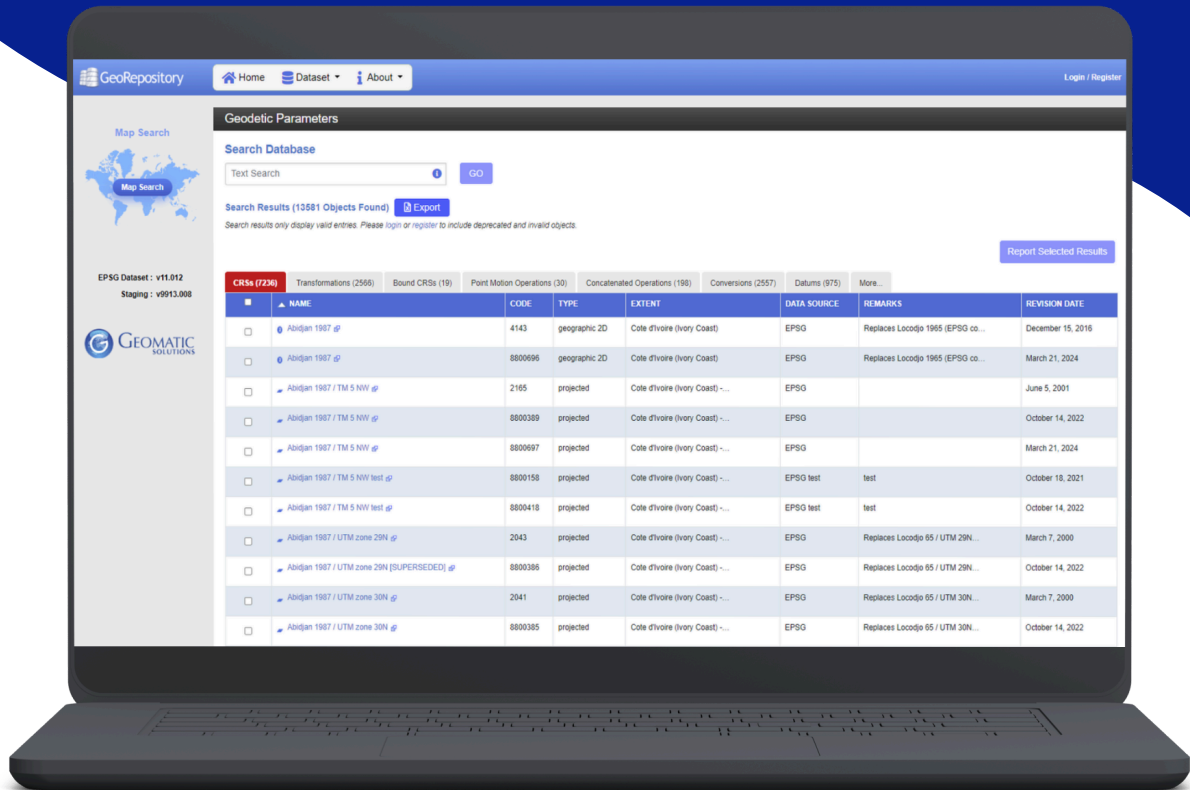 GeoRepository Home Dataset About Login / Register
Geodetic Parameters
Map Search
Search Database
Text Search GO
Map Search
Search Results (13581 Objects Found) Export
Search results only display valid entries. Please login or register to include deprecated and invalid objects.
Report Selected Results
EPSG Dataset : v11.012
Staging : v9913.008
GEOMATIC
SOLUTIONS
CRSs (7236) Transformations (2566) Bound CRSs (19) Point Motion Operations (30) Concatenated Operations (198) Conversions (2557) Datums (975) More...
NAME CODE TYPE EXTENT DATA SOURCE REMARKS REVISION DATE
Abidjan 1987 4143 geographic 2D Cote d'Ivoire (Ivory Coast) EPSG Replaces Locodjo 1965 (EPSG co... December 15, 2016
Abidjan 1987 8800696 geographic 2D Cote d'Ivoire (Ivory Coast) EPSG Replaces Locodjo 1965 (EPSG co... March 21, 2024
Abidjan 1987 / TM 5 NW 2165 projected Cote d'Ivoire (Ivory Coast) -... EPSG June 5, 2001
Abidjan 1987 / TM 5 NW 8800389 projected Cote d'Ivoire (Ivory Coast) -... EPSG October 14, 2022
Abidjan 1987 / TM 5 NW 8800697 projected Cote d'Ivoire (Ivory Coast) -... EPSG March 21, 2024
Abidjan 1987 / TM 5 NW test 8800158 projected Cote d'Ivoire (Ivory Coast) -... EPSG test test October 18, 2021
Abidjan 1987 / TM 5 NW test 8800418 projected Cote d'Ivoire (Ivory Coast) -... EPSG test test October 14, 2022
Abidjan 1987 / UTM zone 29N 2043 projected Cote d'Ivoire (Ivory Coast) -... EPSG Replaces Locodjo 65 / UTM 29N... March 7, 2000
Abidjan 1987 / UTM zone 29N [SUPERSEDED] 8800386 projected Cote d'Ivoire (Ivory Coast) -... EPSG Replaces Locodjo 65 / UTM 29N... October 14, 2022
Abidjan 1987 / UTM zone 30N 2041 projected Cote d'Ivoire (Ivory Coast) -... EPSG Replaces Locodjo 65 / UTM 30N... March 7, 2000
Abidjan 1987 / UTM zone 30N 8800385 projected Cote d'Ivoire (Ivory Coast) -... EPSG Replaces Locodjo 65 / UTM 30N... October 14, 2022